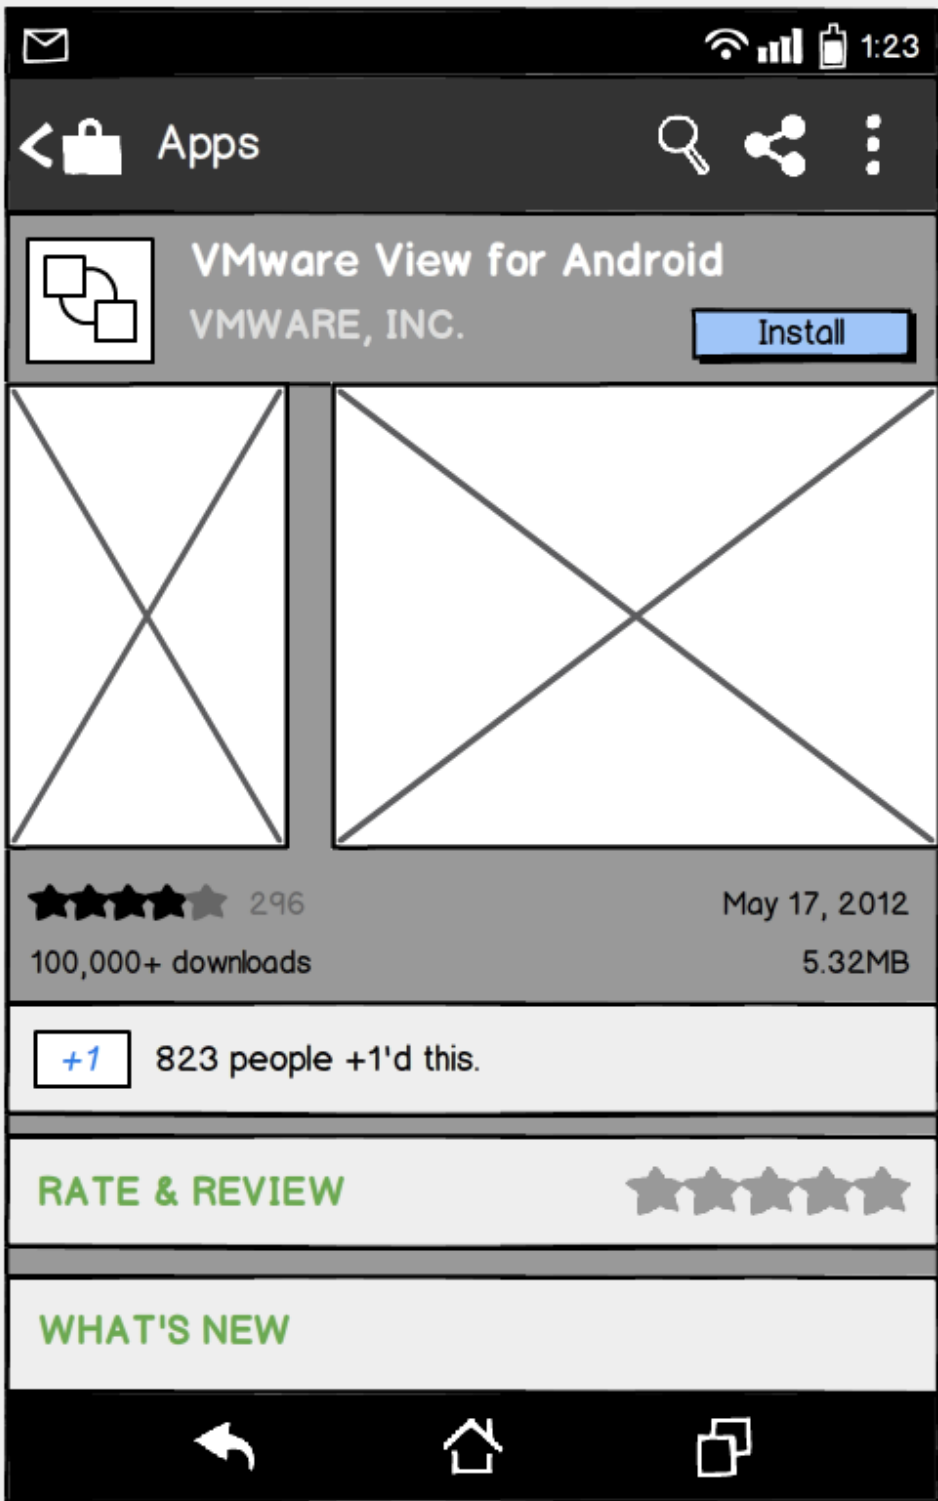 1:23
Apps
VMware View for Android
VMWARE, INC.
Install
296
May 17, 2012
100,000+ downloads
5.32MB
+1
823 people +1'd this.
RATE & REVIEW
WHAT'S NEW